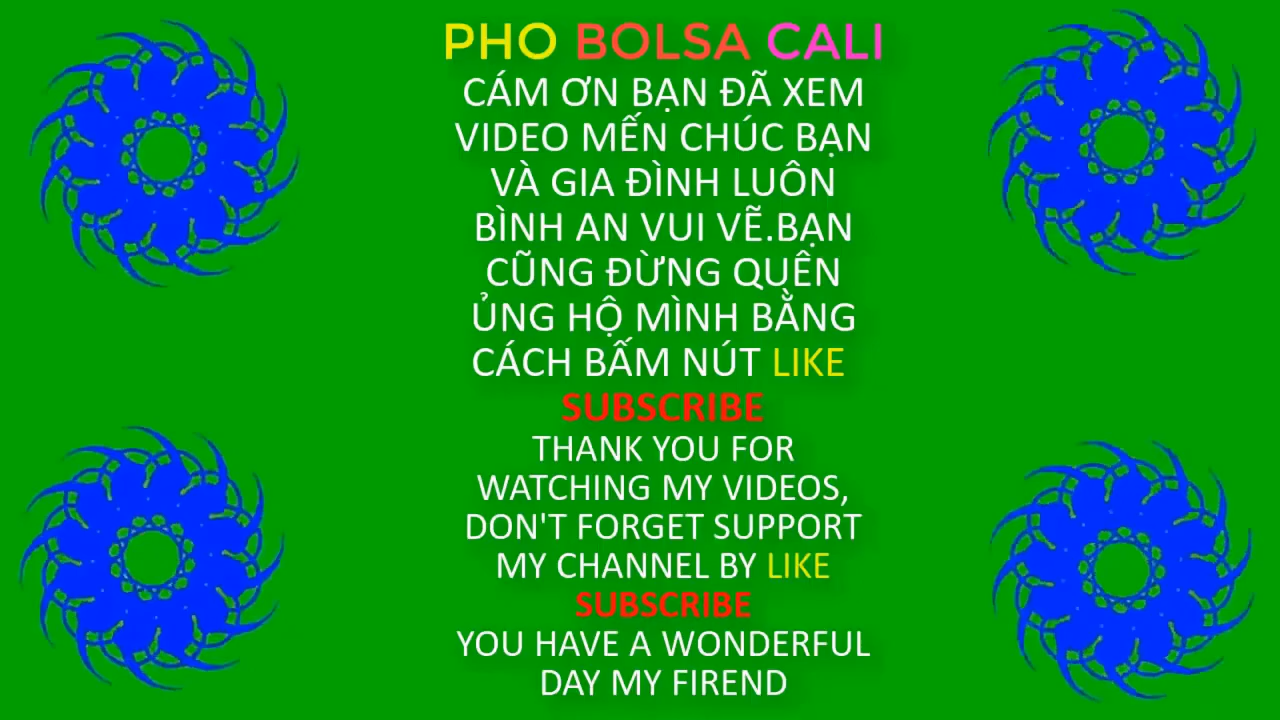 PHO BOLSA CALI
CÁM ƠN BẠN ĐÃ XEM
VIDEO MẾN CHÚC BẠN
VÀ GIA ĐÌNH LUÔN
BÌNH AN VUI VẼ.BẠN
CŨNG ĐỪNG QUÊN
ỦNG HỘ MÌNH BẰNG
CÁCH BẤM NÚT LIKE
SUBSCRIBE
THANK YOU FOR
WATCHING MY VIDEOS,
DON'T FORGET SUPPORT
MY CHANNEL BY LIKE
SUBSCRIBE
YOU HAVE A WONDERFUL
DAY MY FIREND